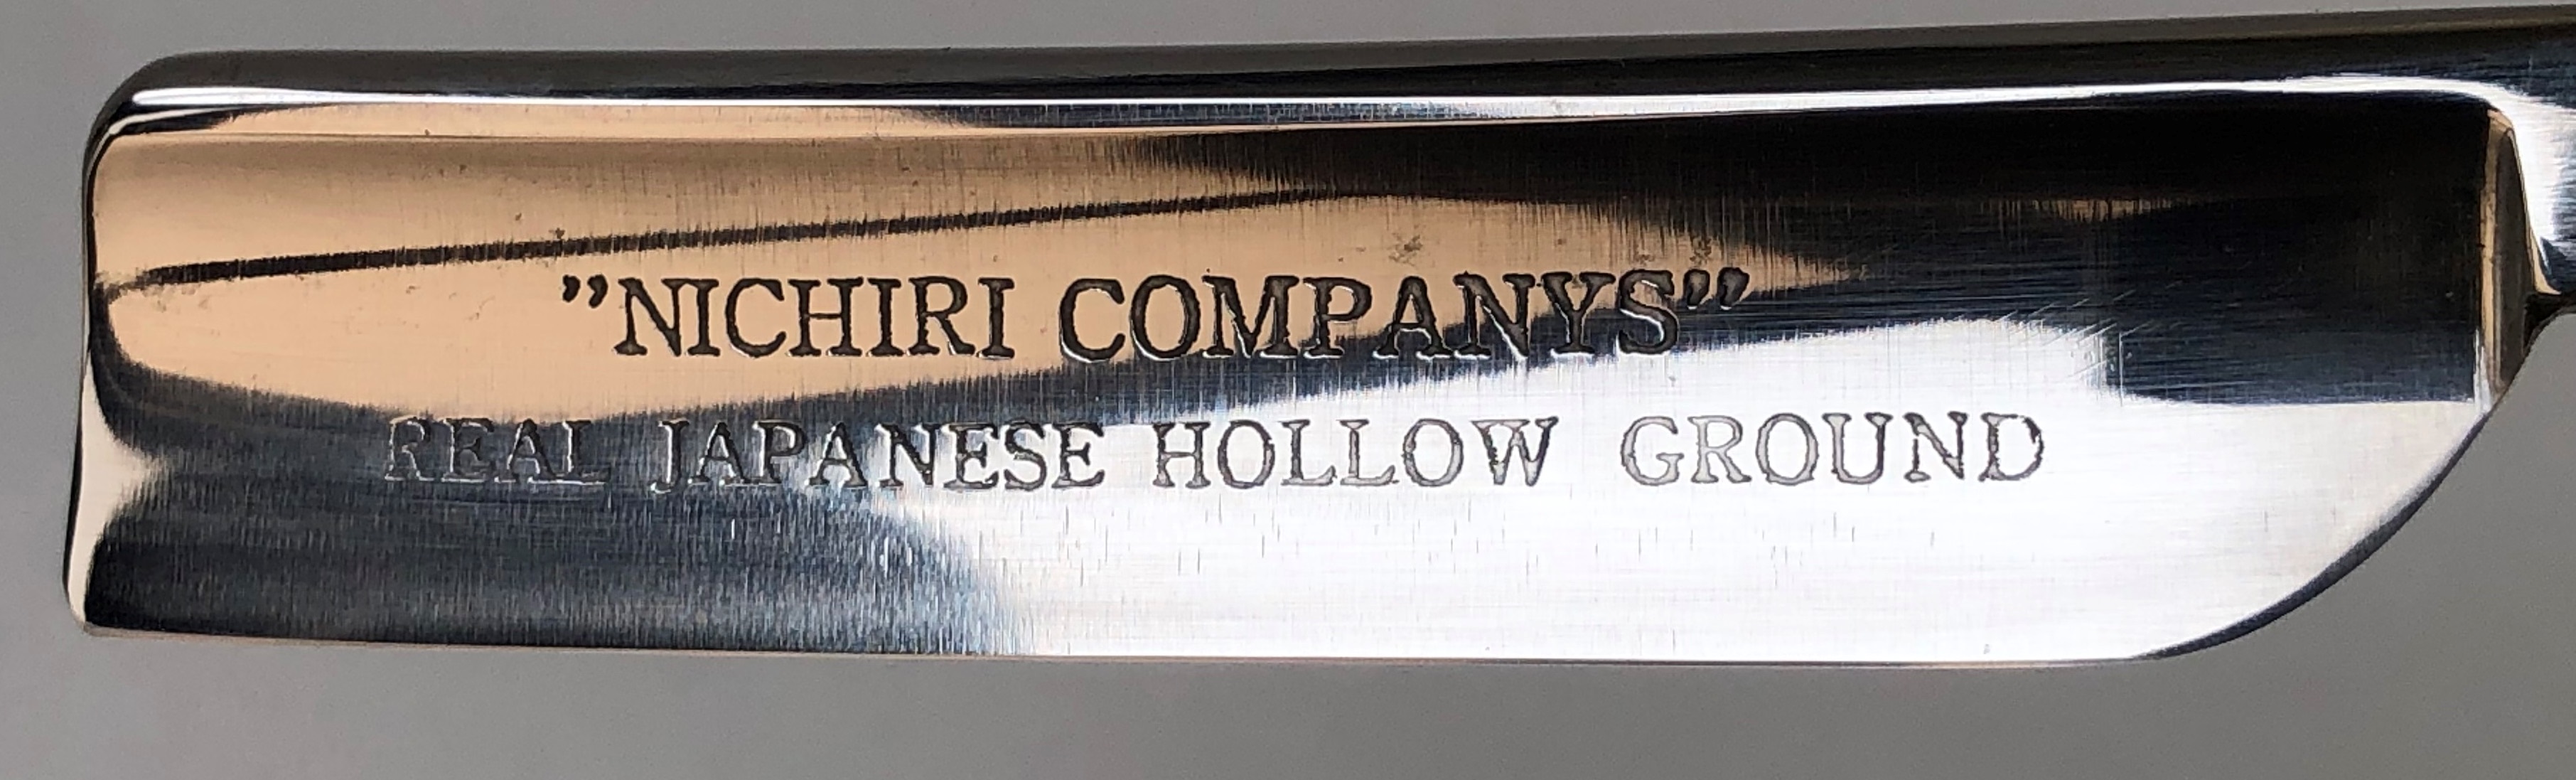 ”NICHIRI COMPANYS”
REAL JAPANESE HOLLOW GROUND